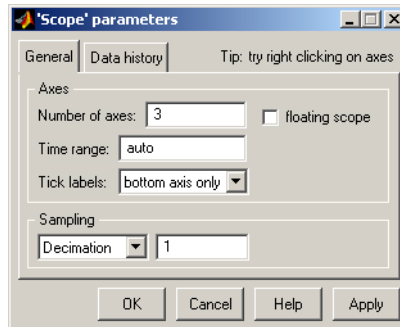 'Scope' parameters
General Data history Tip: try right clicking on axes
Axes
Number of axes: 3 floating scope
Time range: auto
Tick labels: bottom axis only
Sampling
Decimation 1
OK Cancel Help Apply